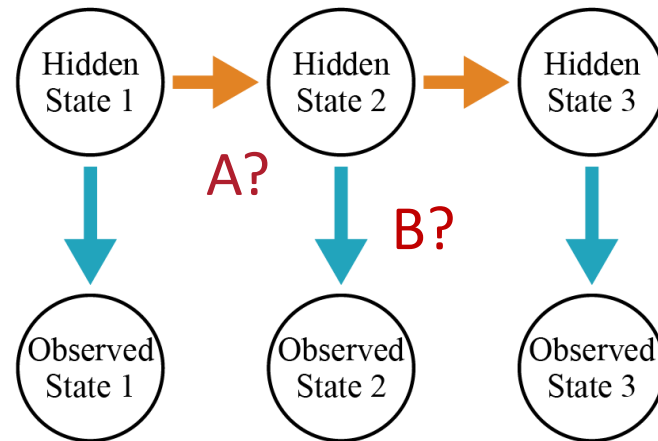 Hidden
State 1
Hidden
State 2
Hidden
State 3
A?
B?
Observed
State 1
Observed
State 2
Observed
State 3